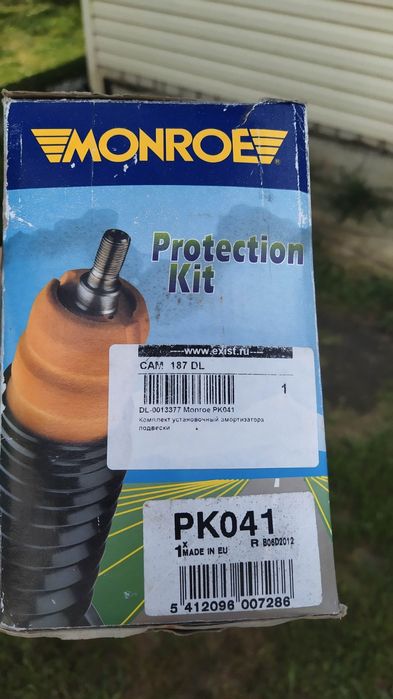 MONROE
Protection
Kit
----www.exist.ru----
CAM 187 DL
1
DL-0013377 Monroe PK041
Комплект установочный амортизатора
подвески
PK041
1x
MADE IN EU
R B06D2012
5 412096 007286